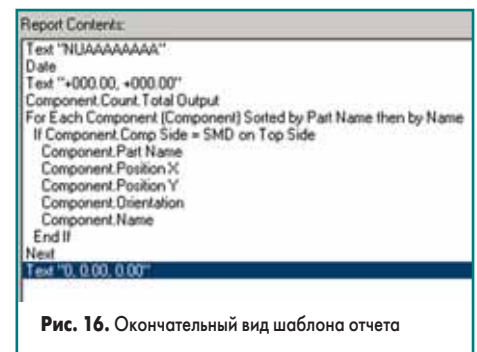 Report Contents:
Text "NUAAAAAAAA"
Date
Text "+000.00, +000.00"
Component.Count.Total Output
For Each Component (Component) Sorted by Part Name then by Name
If Component.Comp Side = SMD on Top Side
Component.Part Name
Component.Position X
Component.Position Y
Component.Orientation
Component.Name
End If
Next
Text "0, 0.00, 0.00"
Рис. 16. Окончательный вид шаблона отчета